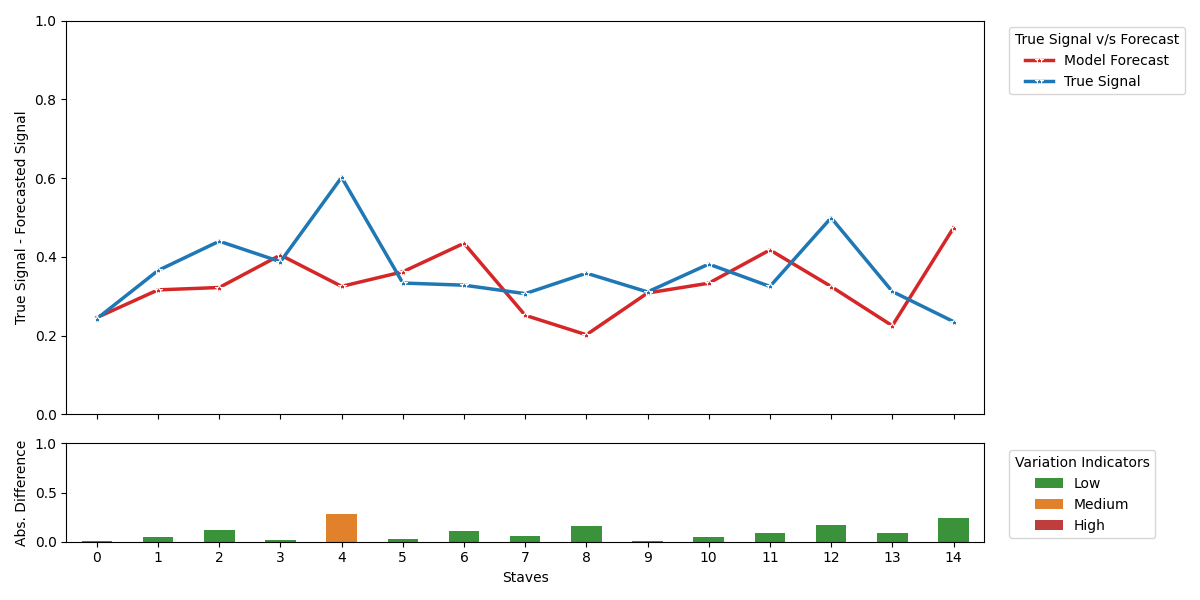 1.0
0.8
0.6
0.4
0.2
0.0
True Signal - Forecasted Signal
True Signal v/s Forecast
Model Forecast
True Signal
1.0
0.5
0.0
Abs. Difference
0 1 2 3 4 5 6 7 8 9 10 11 12 13 14
Staves
Variation Indicators
Low
Medium
High